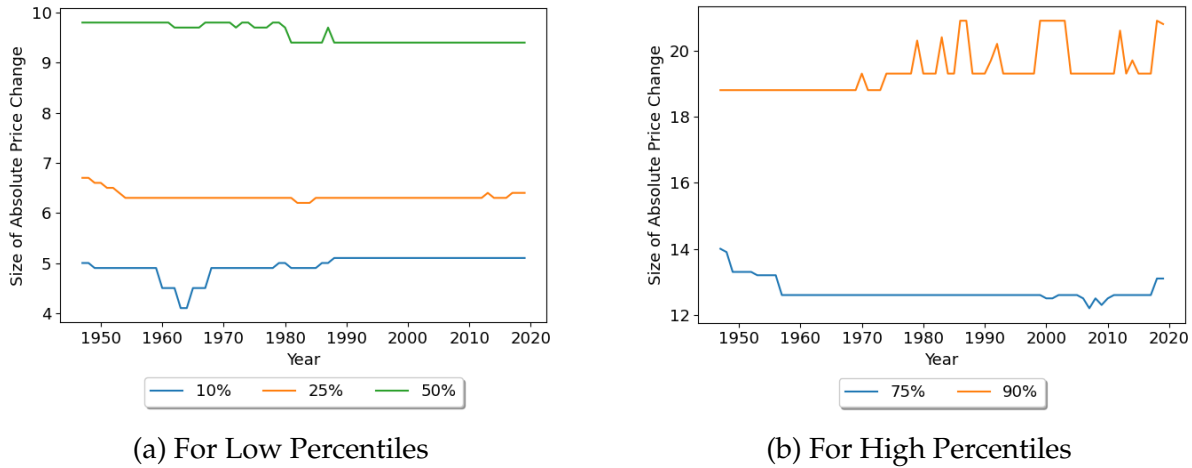 10
9
8
7
6
5
4
Size of Absolute Price Change
1950 1960 1970 1980 1990 2000 2010 2020
Year
10% 25% 50%
(a) For Low Percentiles
20
18
16
14
12
Size of Absolute Price Change
1950 1960 1970 1980 1990 2000 2010 2020
Year
75% 90%
(b) For High Percentiles